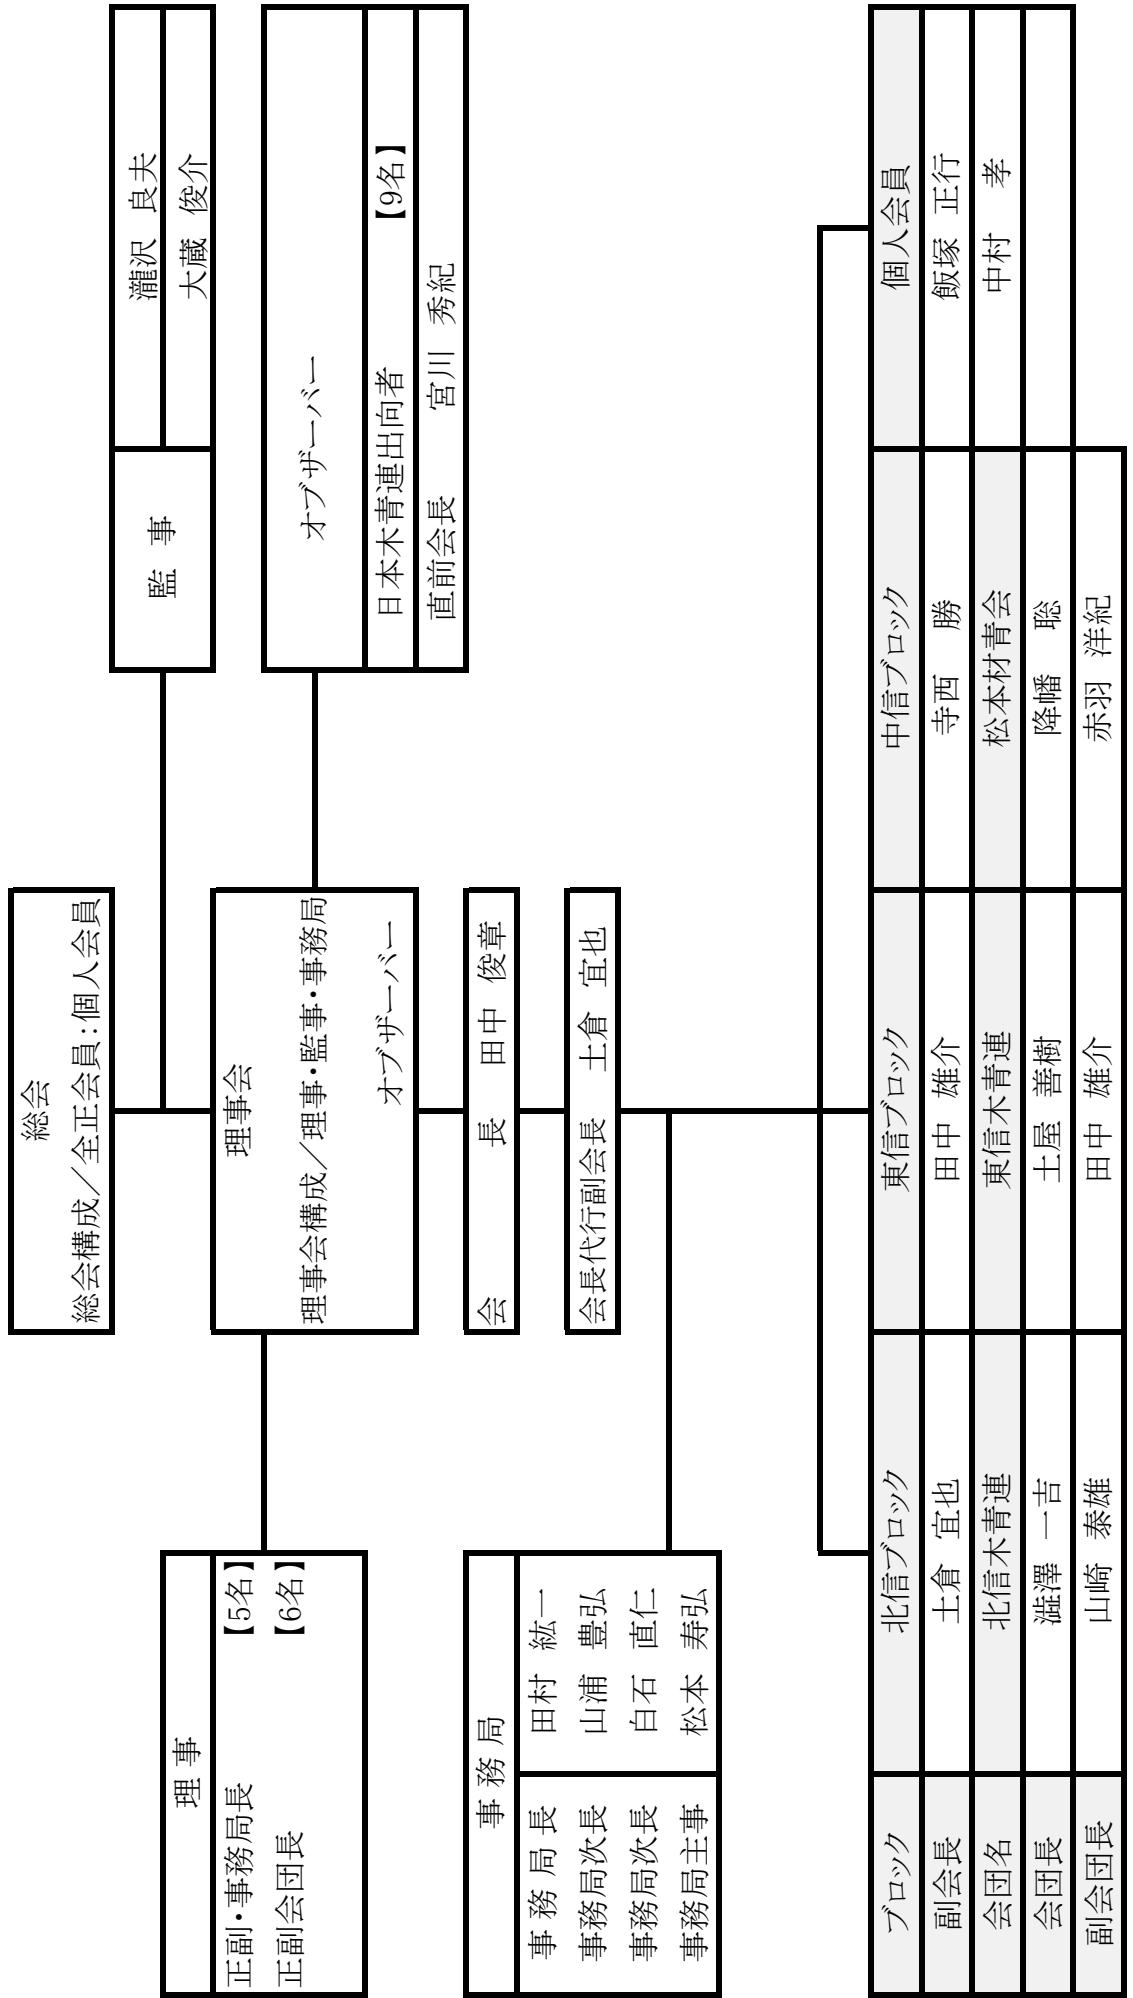 総会
総会構成／全正会員：個人会員
監　事
瀧沢　良夫
大蔵　俊介
理　事
正副・事務局長　【5名】
正副会団長　【6名】
理事会
理事会構成／理事・監事・事務局
オブザーバー
オブザーバー
日本木青連出向者　【9名】
直前会長　宮川　秀紀
会　長　田中　俊章
会長代行副会長　土倉　宜也
事 務 局
事 務 局 長　田村　紘一
事務局次長　山浦　豊弘
事務局次長　白石　直仁
事務局主事　松本　寿弘
ブロック　北信ブロック　東信ブロック　中信ブロック　個人会員
副会長　土倉　宜也　田中　雄介　寺西　勝　飯塚　正行
会団名　北信木青連　東信木青連　松本材青会　中村　孝
会団長　澁澤　一吉　土屋　善樹　降幡　聡
副会団長　山崎　泰雄　田中　雄介　赤羽　洋紀